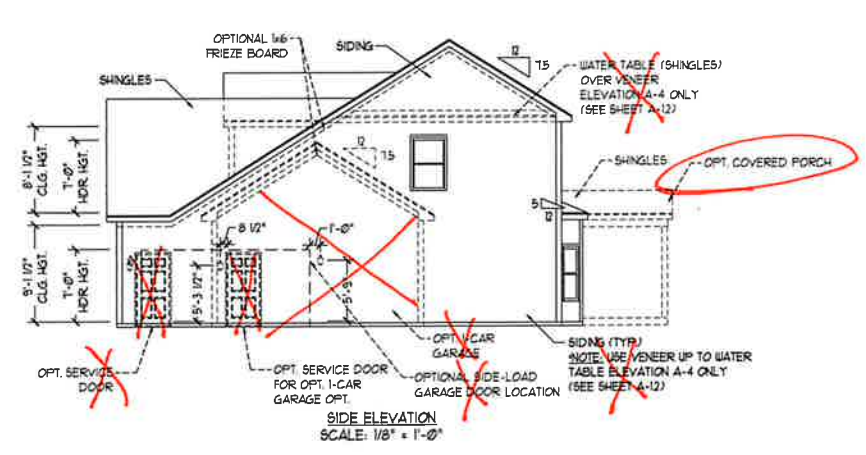 OPTIONAL 1x6
FRIEZE BOARD
SIDING
12
7.5
WATER TABLE (SHINGLES)
OVER VENEER
ELEVATION A-4 ONLY
(SEE SHEET A-12)
SHINGLES
12
7.5
SHINGLES
OPT. COVERED PORCH
8'-1 1/2"
CLG. HGT.
7'-0"
HDR. HGT.
5
12
8 1/2"
1'-0"
9'-1 1/2"
CLG. HGT.
7'-0"
HDR. HGT.
5'-3 1/2"
5'-9"
OPT. 1-CAR
GARAGE
SIDING (TYP.)
NOTE: USE VENEER UP TO WATER
TABLE ELEVATION A-4 ONLY
(SEE SHEET A-12)
OPT. SERVICE
DOOR
OPT. SERVICE DOOR
FOR OPT. 1-CAR
GARAGE OPT.
OPTIONAL SIDE-LOAD
GARAGE DOOR LOCATION
SIDE ELEVATION
SCALE: 1/8" = 1'-0"